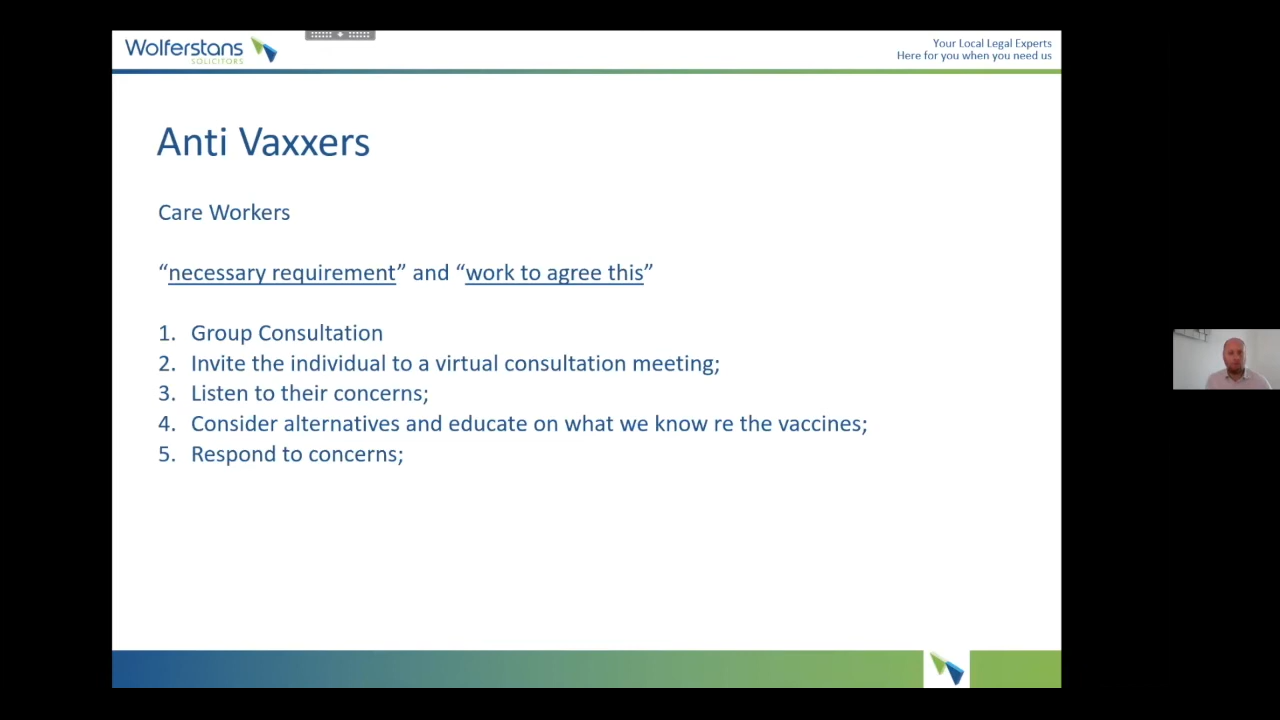 Wolferstans
SOLICITORS
Your Local Legal Experts
Here for you when you need us
Anti Vaxxers
Care Workers
“necessary requirement” and “work to agree this”
1. Group Consultation
2. Invite the individual to a virtual consultation meeting;
3. Listen to their concerns;
4. Consider alternatives and educate on what we know re the vaccines;
5. Respond to concerns;